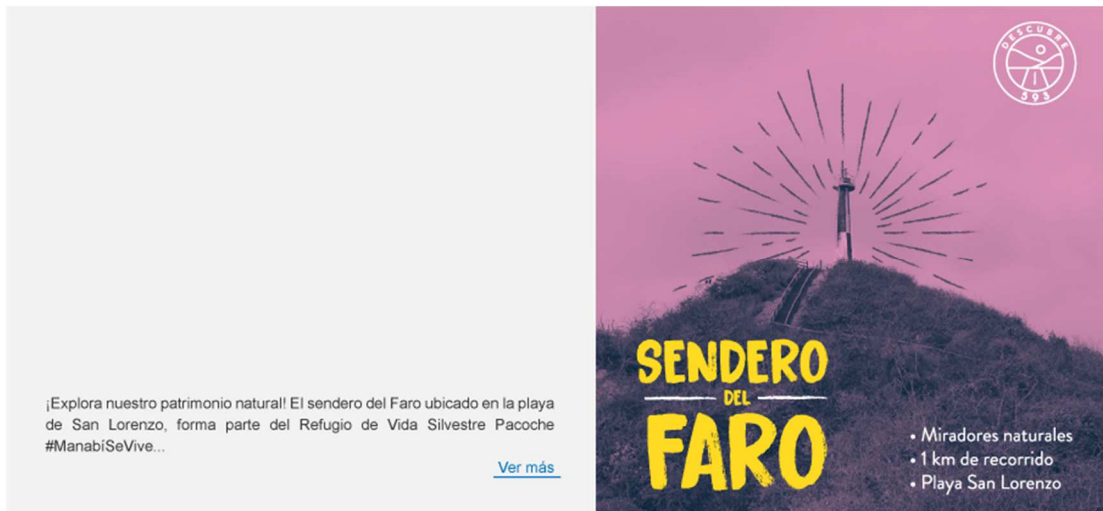 ¡Explora nuestro patrimonio natural! El sendero del Faro ubicado en la playa
de San Lorenzo, forma parte del Refugio de Vida Silvestre Pacoche
#ManabíSeVive...
Ver más
DESCUBRE
593
SENDERO
DEL
FARO
• Miradores naturales
• 1 km de recorrido
• Playa San Lorenzo